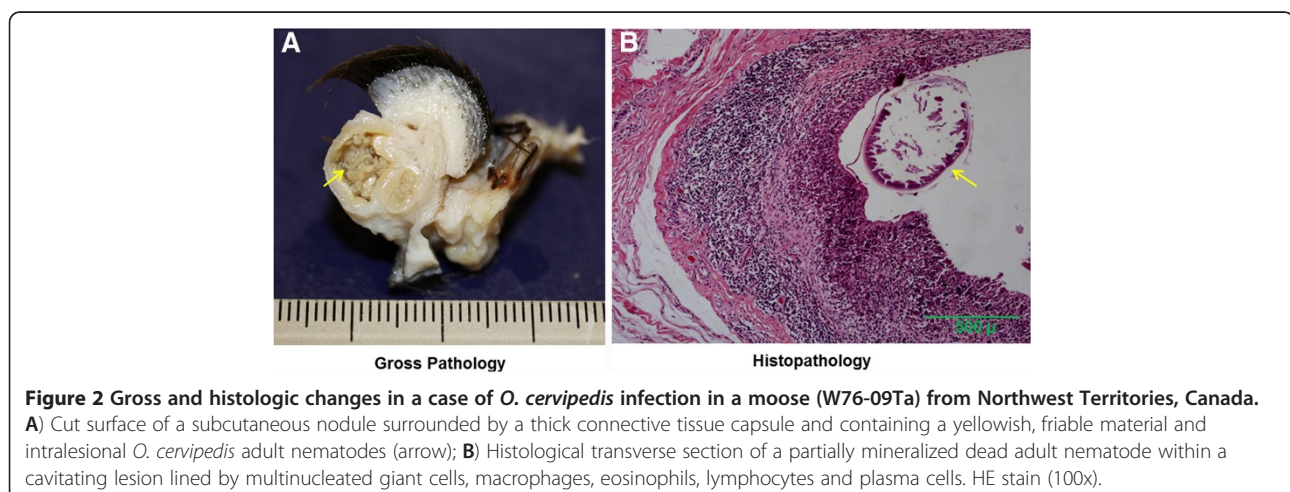 A
B
500 µ
Gross Pathology
Histopathology
Figure 2 Gross and histologic changes in a case of O. cervipedis infection in a moose (W76-09Ta) from Northwest Territories, Canada.
A) Cut surface of a subcutaneous nodule surrounded by a thick connective tissue capsule and containing a yellowish, friable material and
intralesional O. cervipedis adult nematodes (arrow); B) Histological transverse section of a partially mineralized dead adult nematode within a
cavitating lesion lined by multinucleated giant cells, macrophages, eosinophils, lymphocytes and plasma cells. HE stain (100x).